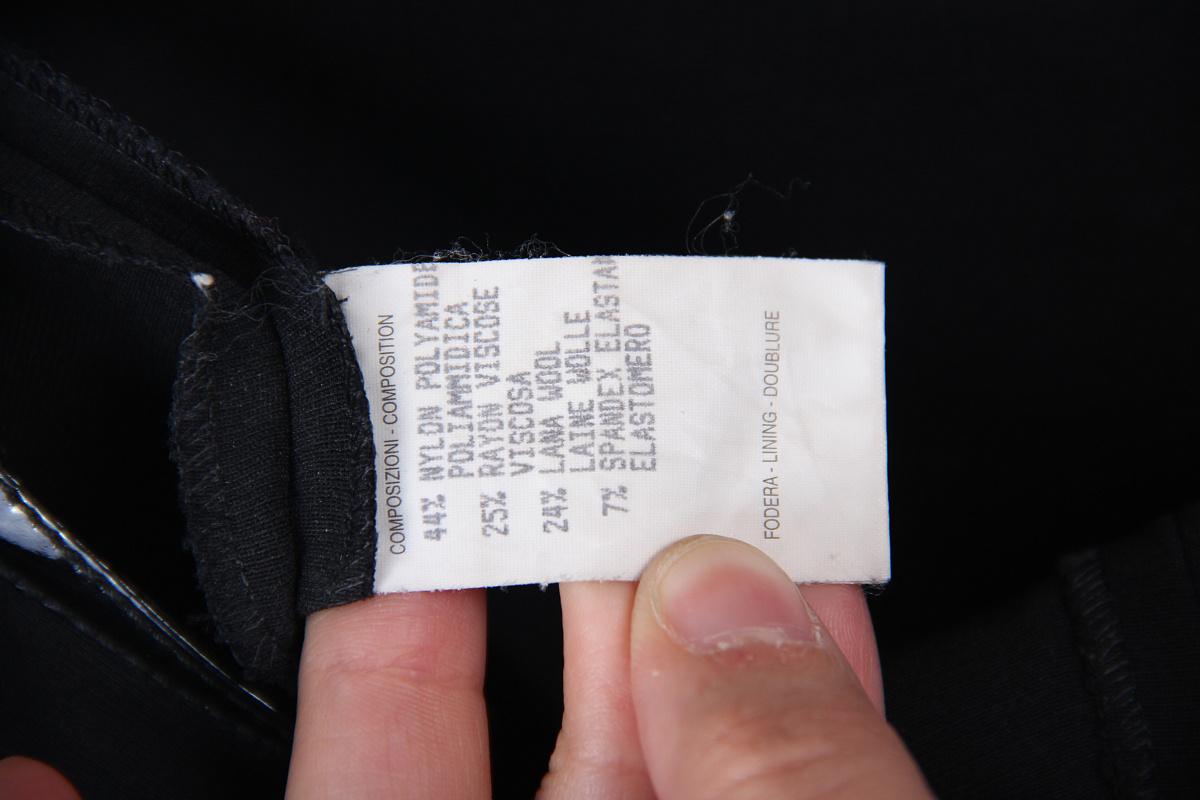 COMPOSIZIONI - COMPOSITION
44% NYLON POLYAMIDE
POLIAMMIDICA
25% RAYON VISCOSE
VISCOSA
24% LANA WOOL
LAINE WOLLE
7% SPANDEX ELASTAN
ELASTOMERO
FODERA - LINING - DOUBLURE